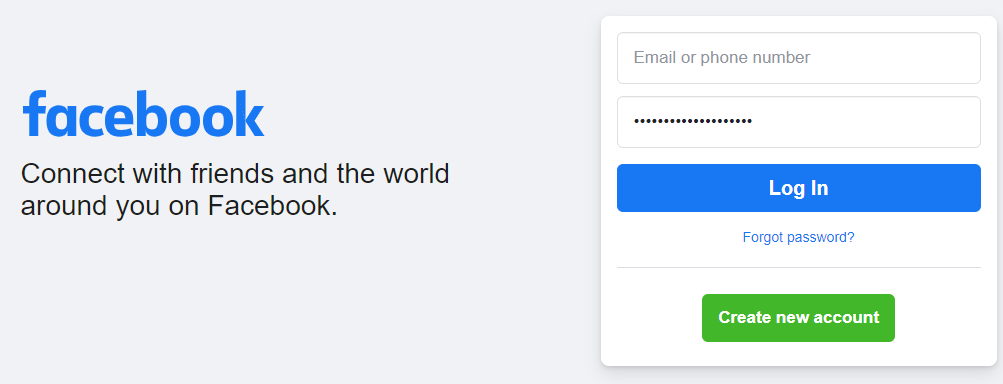 facebook
Connect with friends and the world
around you on Facebook.
Email or phone number
••••••••••••••••••••
Log In
Forgot password?
Create new account